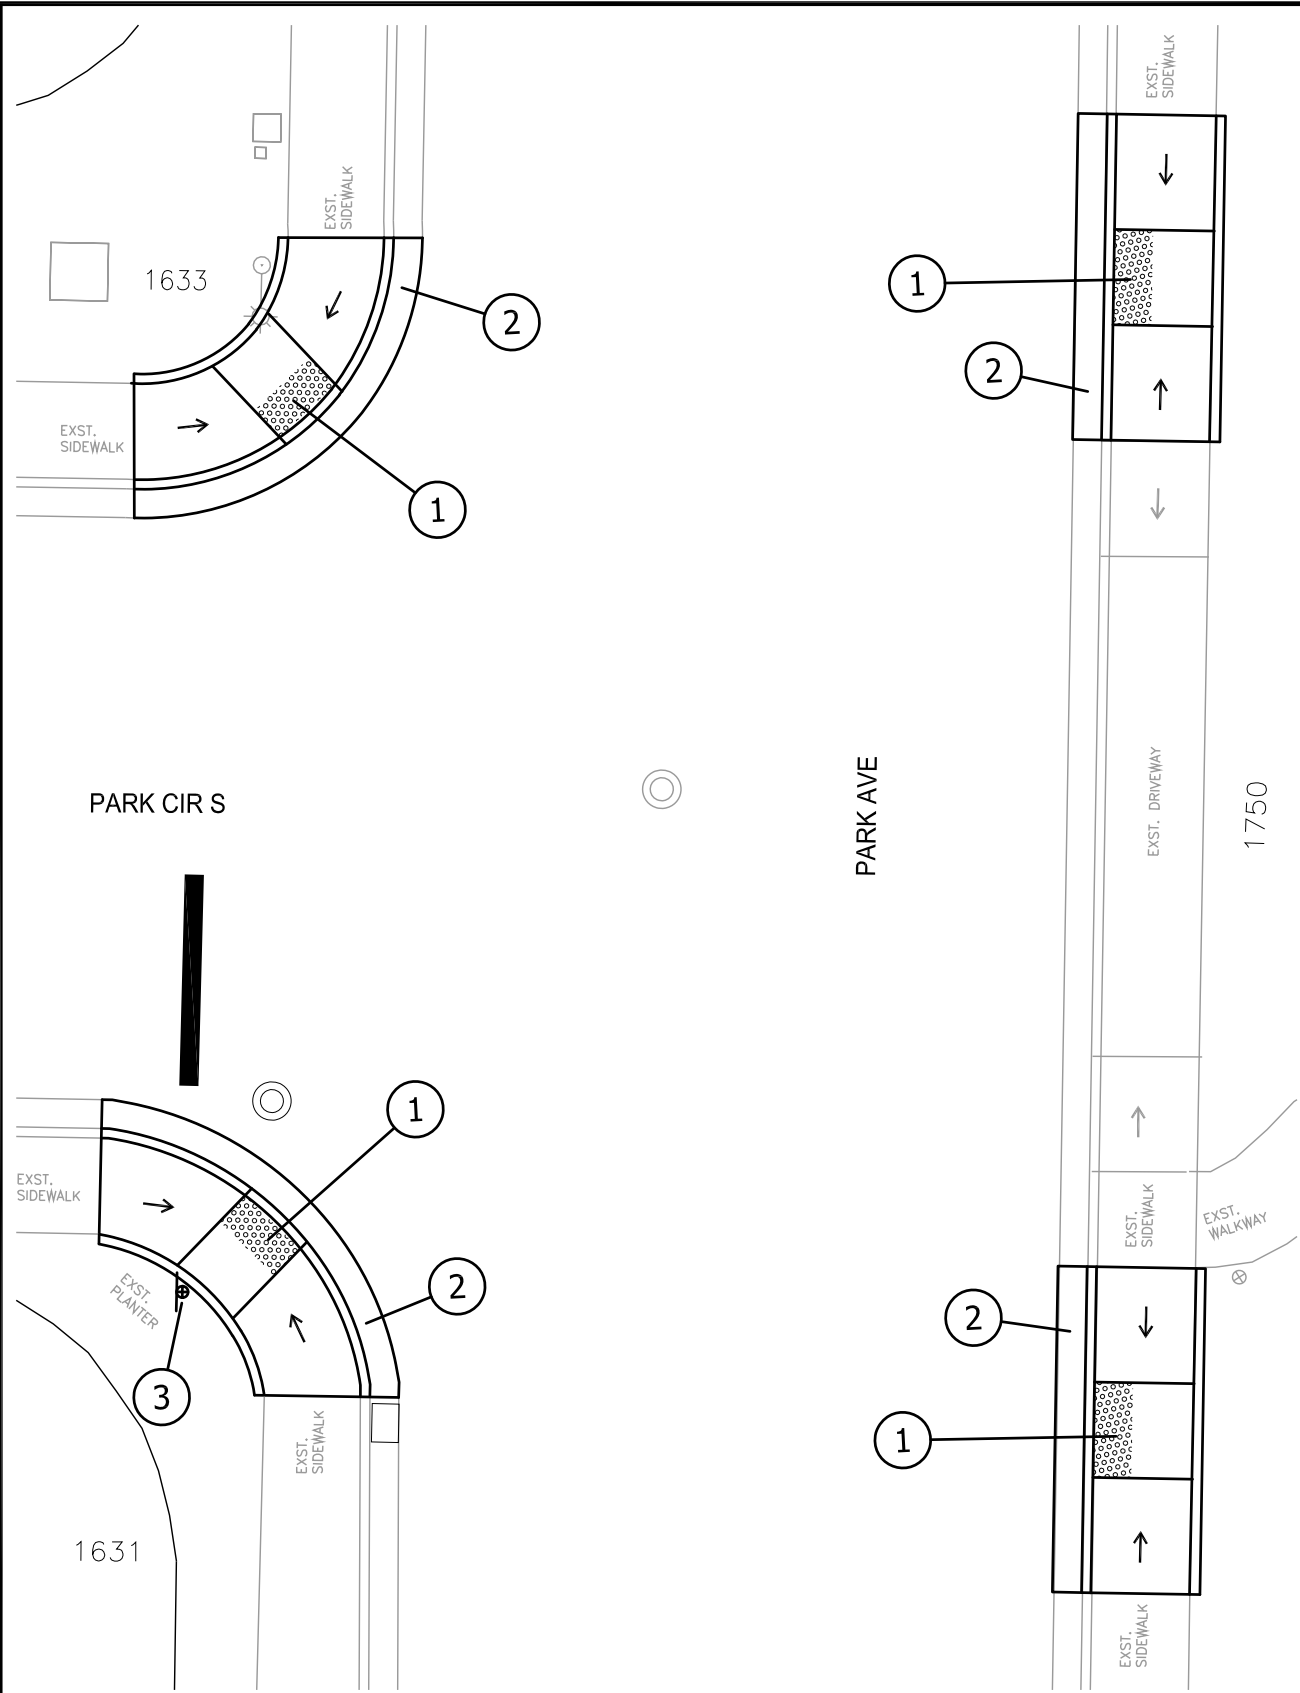 EXST.
SIDEWALK
EXST.
SIDEWALK
1633
2
1
2
EXST.
SIDEWALK
1
PARK CIR S
PARK AVE
EXST. DRIVEWAY
1750
1
EXST.
SIDEWALK
EXST.
SIDEWALK
EXST.
WALKWAY
2
EXST.
PLANTER
2
3
1
EXST.
SIDEWALK
1631
EXST.
SIDEWALK